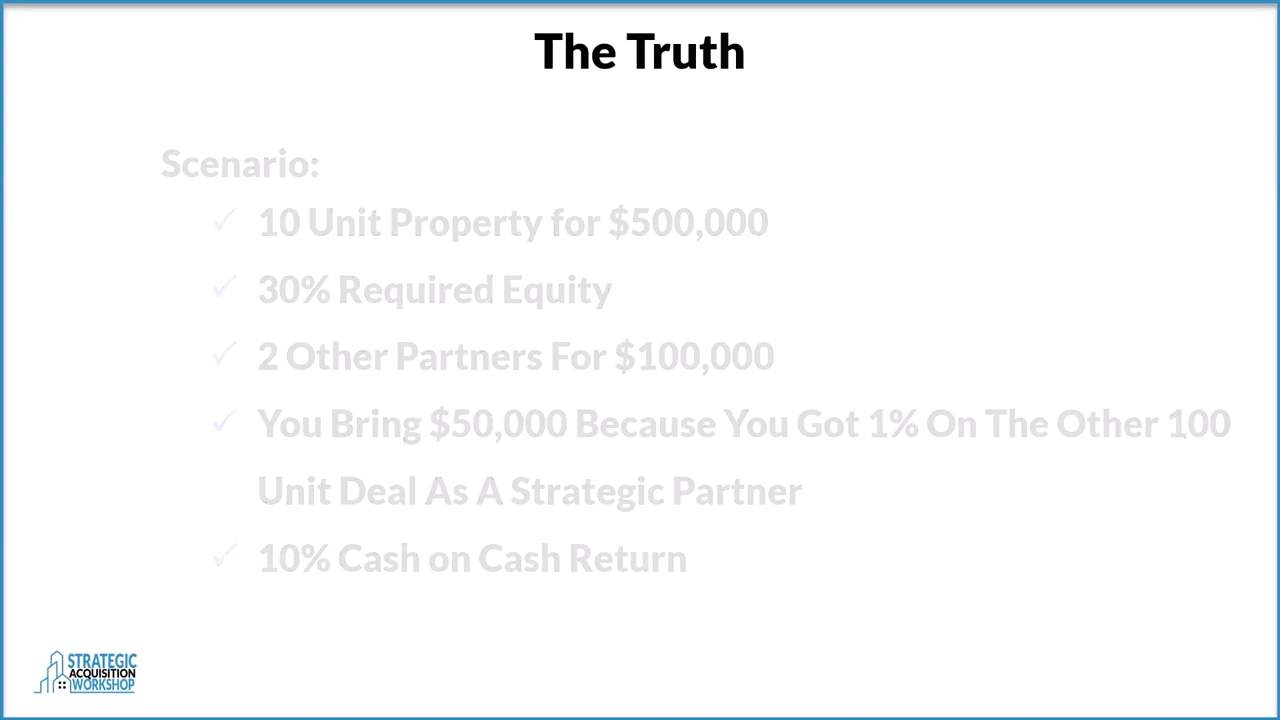 The Truth
Scenario:
✓ 10 Unit Property for $500,000
✓ 30% Required Equity
✓ 2 Other Partners For $100,000
✓ You Bring $50,000 Because You Got 1% On The Other 100
Unit Deal As A Strategic Partner
✓ 10% Cash on Cash Return
STRATEGIC
ACQUISITION
WORKSHOP